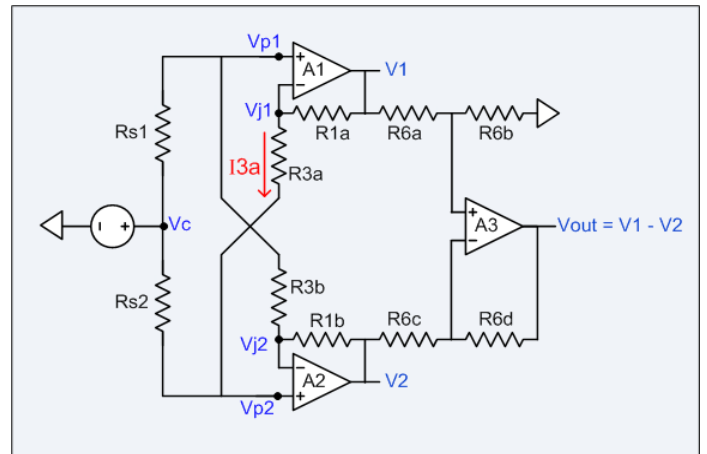 Vp1
A1
V1
Vj1
R1a
R6a
R6b
Rs1
I3a
R3a
Vc
A3
Vout = V1 - V2
Rs2
R3b
R1b
R6c
R6d
Vj2
A2
V2
Vp2